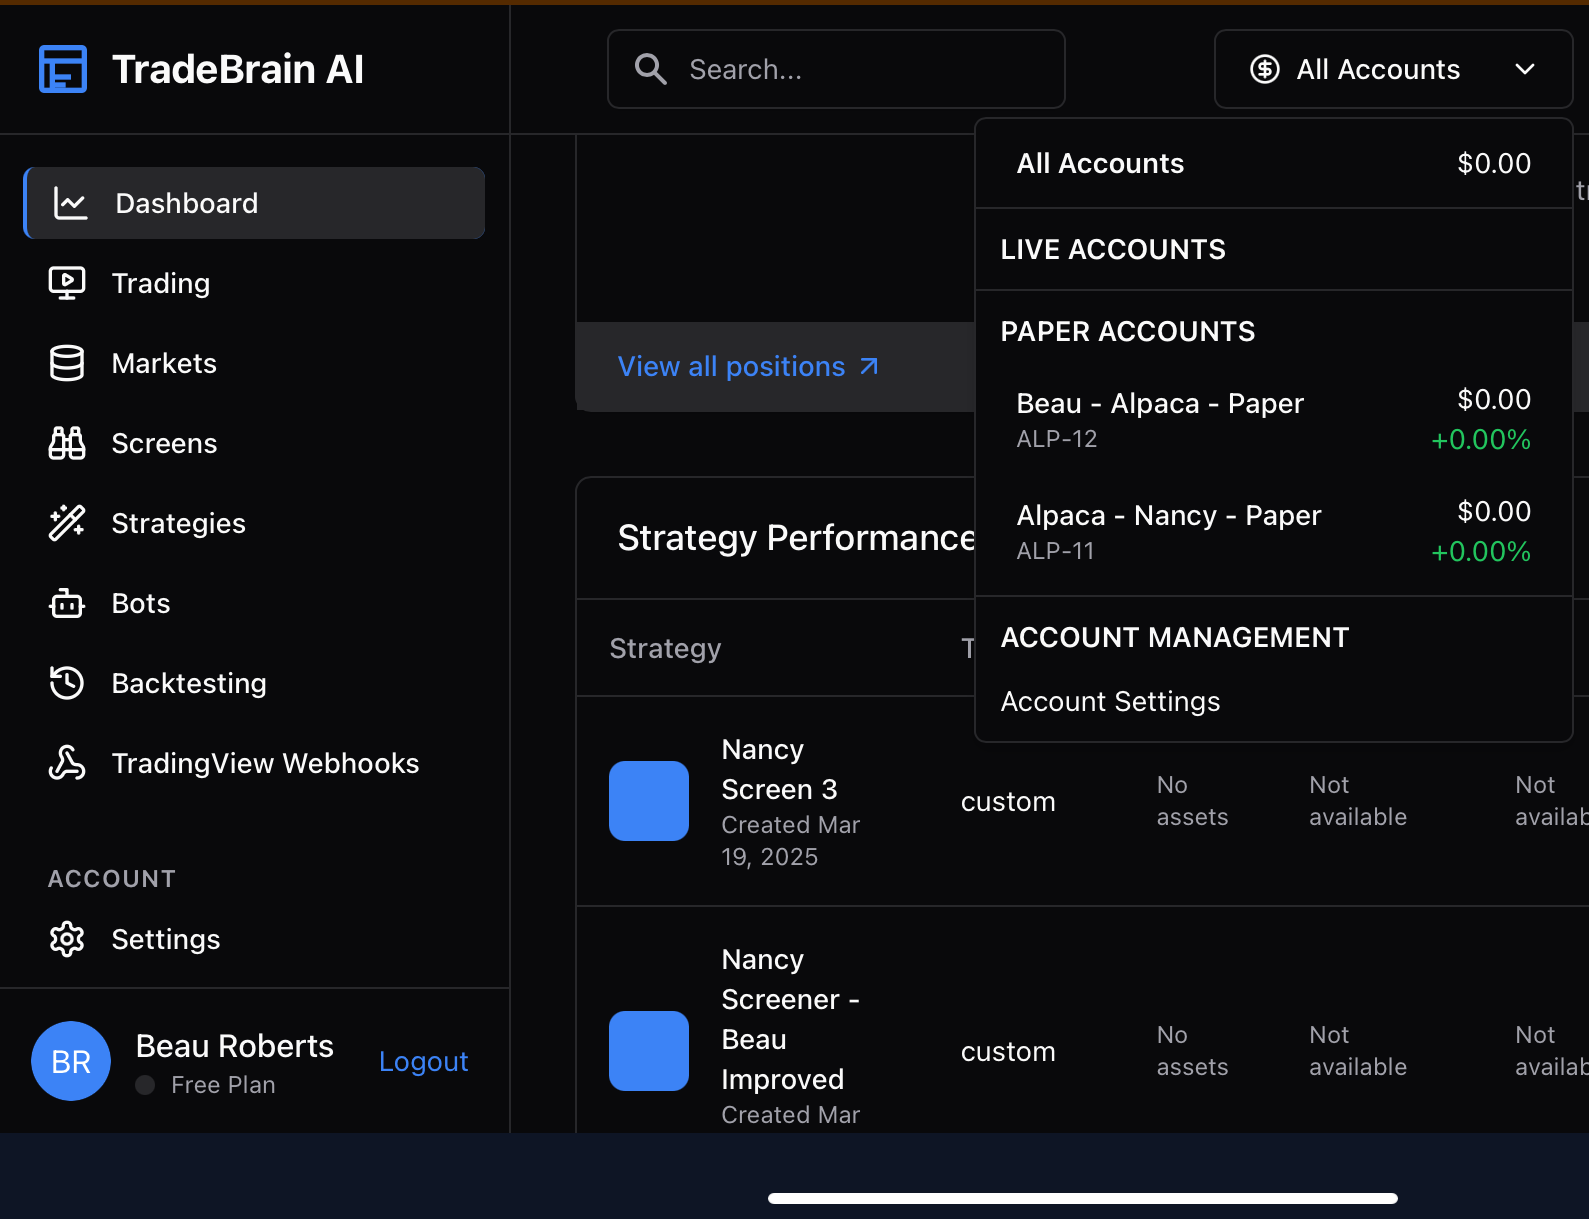 TradeBrain AI
Search...
All Accounts
Dashboard
Trading
Markets
Screens
Strategies
Bots
Backtesting
TradingView Webhooks
ACCOUNT
Settings
BR
Beau Roberts
Free Plan
Logout
All Accounts $0.00
LIVE ACCOUNTS
PAPER ACCOUNTS
Beau - Alpaca - Paper $0.00
ALP-12 +0.00%
Alpaca - Nancy - Paper $0.00
ALP-11 +0.00%
ACCOUNT MANAGEMENT
Account Settings
View all positions
Strategy Performance
Strategy
Nancy
Screen 3
Created Mar
19, 2025
custom
No
assets
Not
available
Not
Nancy
Screener -
Beau
Improved
Created Mar
custom
No
assets
Not
available
Not